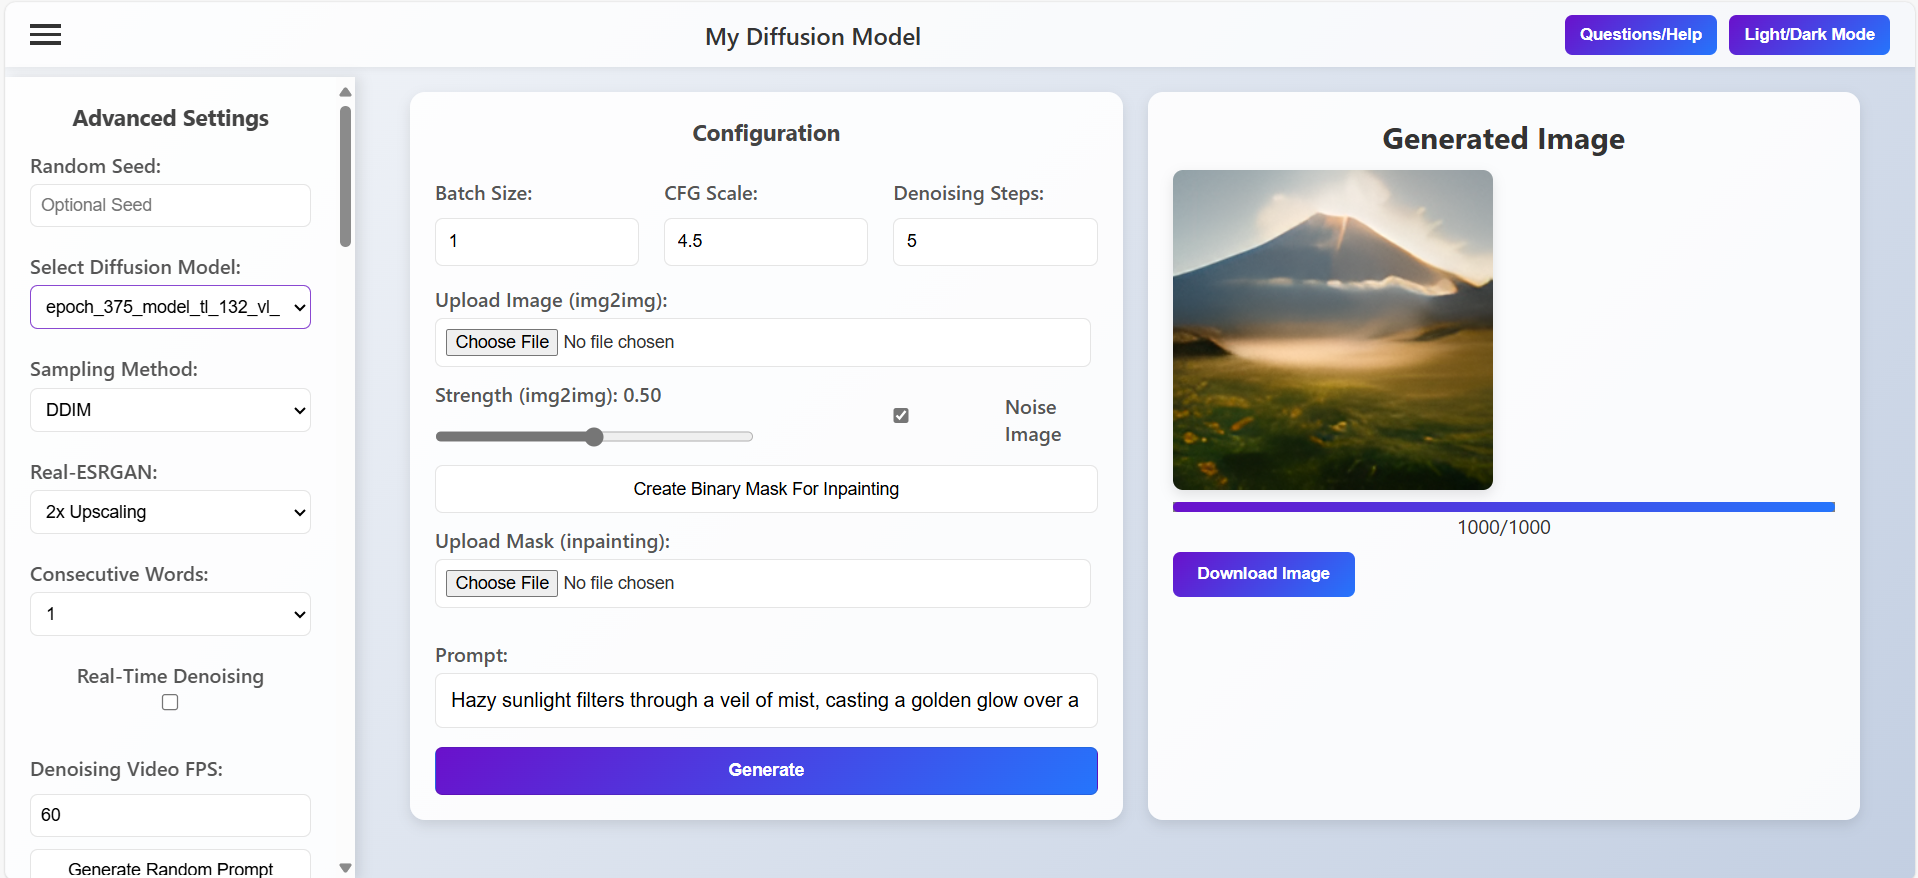 My Diffusion Model
Questions/Help
Light/Dark Mode
Advanced Settings
Random Seed:
Optional Seed
Select Diffusion Model:
epoch_375_model_tl_132_vl_
Sampling Method:
DDIM
Real-ESRGAN:
2x Upscaling
Consecutive Words:
1
Real-Time Denoising
Denoising Video FPS:
60
Generate Random Prompt
Configuration
Batch Size:
CFG Scale:
Denoising Steps:
1
4.5
5
Upload Image (img2img):
Choose File No file chosen
Strength (img2img): 0.50
Noise
Image
Create Binary Mask For Inpainting
Upload Mask (inpainting):
Choose File No file chosen
Prompt:
Hazy sunlight filters through a veil of mist, casting a golden glow over a
Generate
Generated Image
1000/1000
Download Image